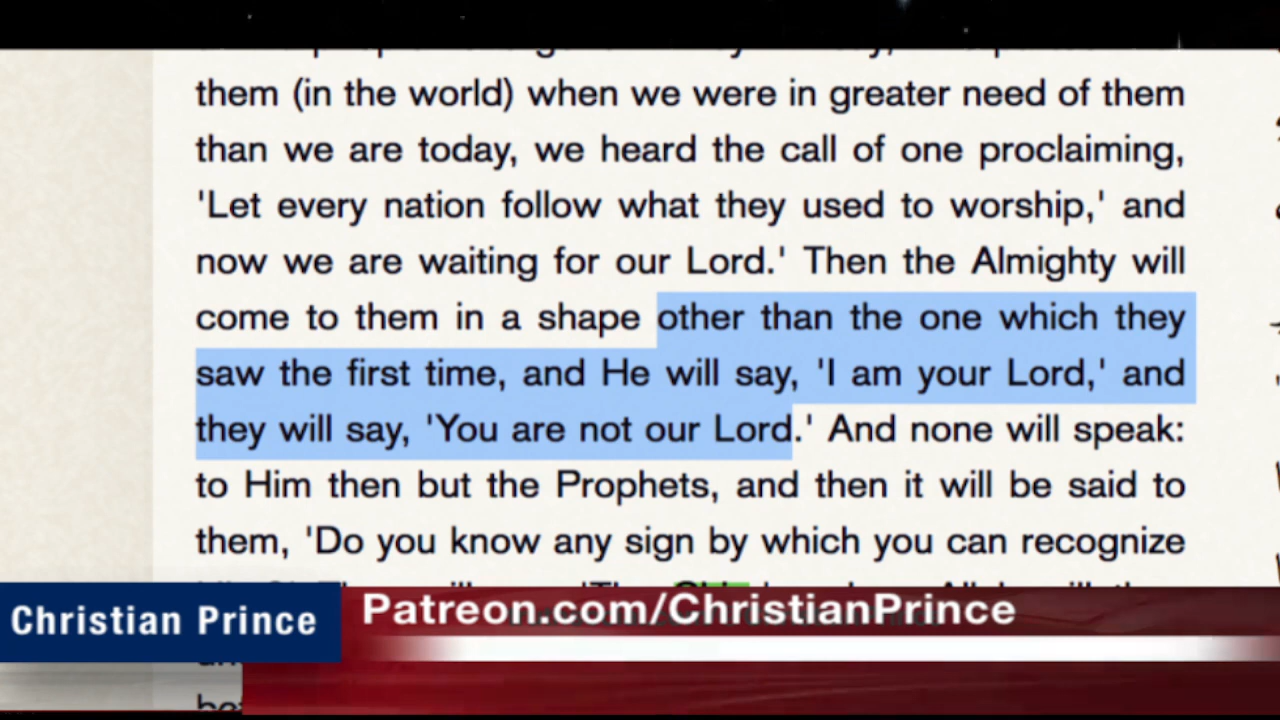 them (in the world) when we were in greater need of them
than we are today, we heard the call of one proclaiming,
'Let every nation follow what they used to worship,' and
now we are waiting for our Lord.' Then the Almighty will
come to them in a shape other than the one which they
saw the first time, and He will say, 'I am your Lord,' and
they will say, 'You are not our Lord.' And none will speak:
to Him then but the Prophets, and then it will be said to
them, 'Do you know any sign by which you can recognize
Christian Prince
Patreon.com/ChristianPrince